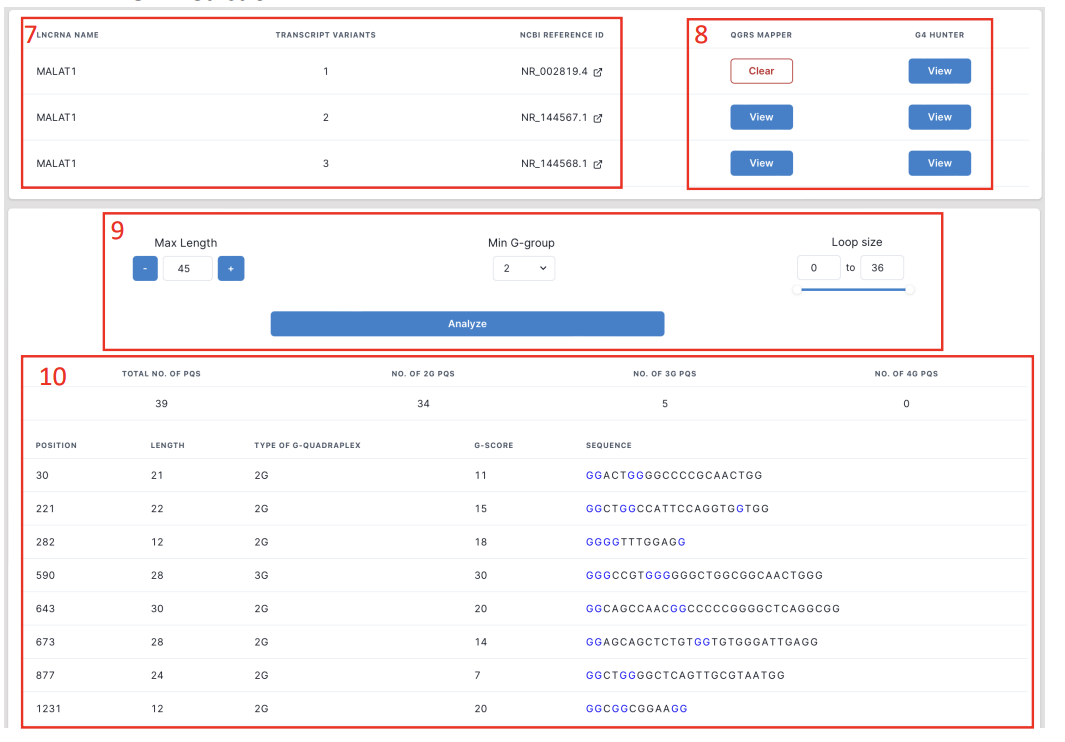 7 LNCRNA NAME TRANSCRIPT VARIANTS NCBI REFERENCE ID 8 QGRS MAPPER G4 HUNTER
MALAT1 1 NR_002819.4 Clear View
MALAT1 2 NR_144567.1 View View
MALAT1 3 NR_144568.1 View View
9
Max Length Min G-group Loop size
- 45 + 2 0 to 36
Analyze
10 TOTAL NO. OF PQS NO. OF 2G PQS NO. OF 3G PQS NO. OF 4G PQS
39 34 5 0
POSITION LENGTH TYPE OF G-QUADRAPLEX G-SCORE SEQUENCE
30 21 2G 11 GGACTGGGGCCCCGCAACTGG
221 22 2G 15 GGCTGGCCATTCCAGGTGGTGG
282 12 2G 18 GGGGTTTGGAGG
590 28 3G 30 GGGCCGTGGGGGGCTGGCGGCAACTGGG
643 30 2G 20 GGCAGCCAACGGCCCCCGGGGCTCAGGCGG
673 28 2G 14 GGAGCAGCTCTGTGGTGTGGGATTGAGG
877 24 2G 7 GGCTGGGGCTCAGTTGCGTAATGG
1231 12 2G 20 GGCGGCGGAAGG